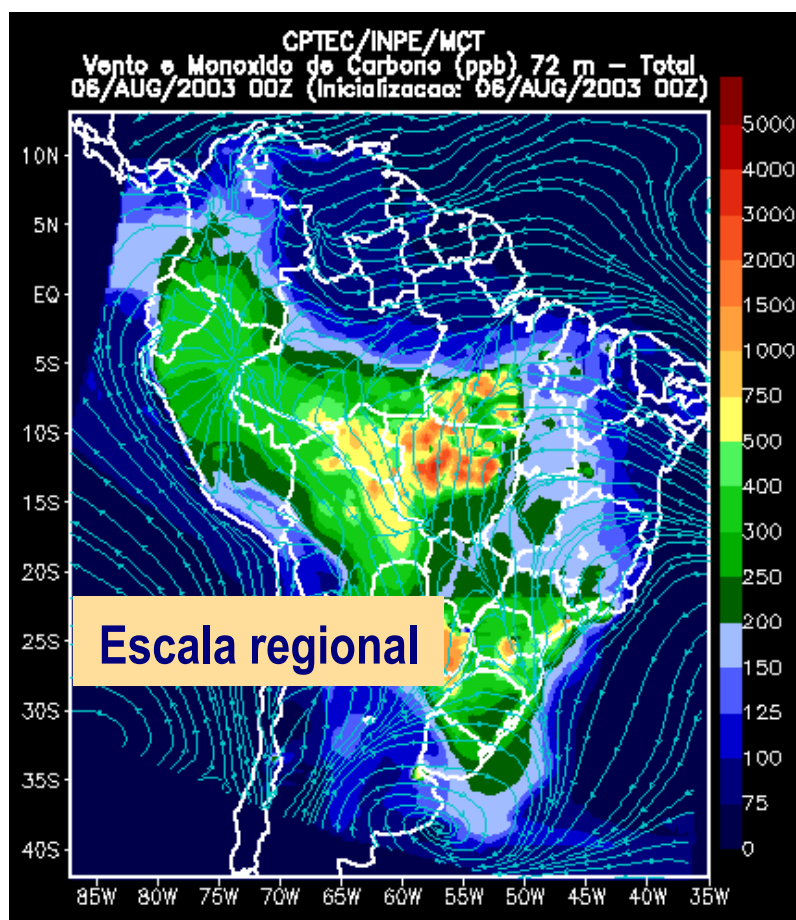 CPTEC/INPE/MCT
Vento e Monoxido de Carbono (ppb) 72 m – Total
06/AUG/2003 00Z (Inicializacao: 06/AUG/2003 00Z)
10N
5N
EQ
5S
10S
15S
20S
25S
30S
35S
40S
85W 80W 75W 70W 65W 60W 55W 50W 45W 40W 35W
5000
4000
3000
2000
1500
1000
750
500
400
300
250
200
150
125
100
75
0
Escala regional